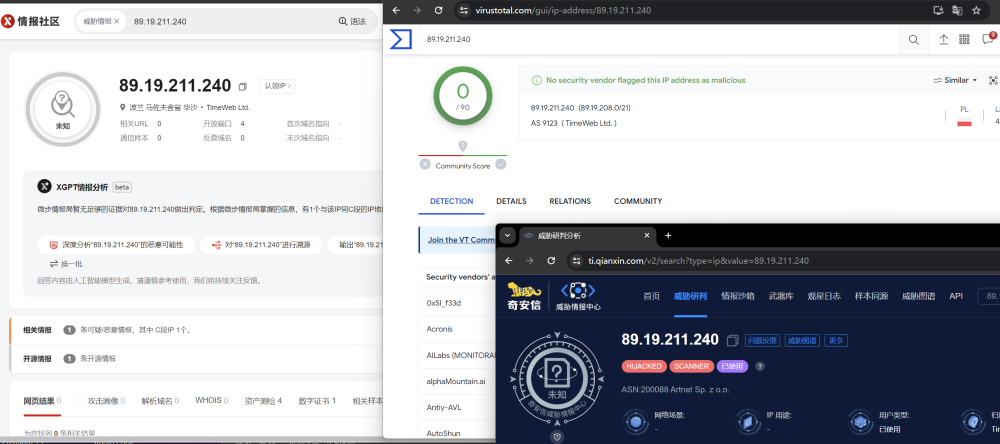 情报社区
威胁情报 ×
89.19.211.240
语法
未知
89.19.211.240
认领IP >
波兰 马佐夫舍省 华沙 • TimeWeb Ltd.
相关URL 0 开放端口 4 首次域名指向 -
通信样本 0 反查域名 0 末次域名指向 -
XGPT情报分析 beta
微步情报局暂无足够的证据对89.19.211.240做出判定。根据微步情报局掌握的信息，有1个与该IP同C段的IP地
深度分析“89.19.211.240”的恶意可能性
对“89.19.211.240”进行溯源
输出“89.19.21
换一批
回答内容由人工智能模型生成，请谨慎参考使用，我们将持续关注反馈。
相关情报 1 条可疑/恶意情报，其中 C段IP 1个。
开源情报 0 条开源情报
网页结果 0 攻击画像 0 解析域名 0 WHOIS 0 资产测绘 4 数字证书 1 相关样本
为您找到 0 条相关结果
virustotal.com/gui/ip-address/89.19.211.240
89.19.211.240
9
0
/ 90
Community Score
No security vendor flagged this IP address as malicious
Similar
89.19.211.240 (89.19.208.0/21)
AS 9123 ( TimeWeb Ltd. )
PL
La
4
DETECTION
DETAILS
RELATIONS
COMMUNITY
Join the VT Comm
Security vendors' a
0xSI_f33d
Acronis
AILabs (MONITORAP
alphaMountain.ai
Antiy-AVL
AutoShun
威胁研判分析
ti.qianxin.com/v2/search?type=ip&value=89.19.211.240
奇安信
威胁情报中心
首页 威胁研判 情报沙箱 武器库 观星日志 样本同源 威胁图谱 API
89.
未知
奇安信威胁情报中心
89.19.211.240
问题反馈
威胁图谱
更多
HIJACKED
SCANNER
已使用
?
ASN:200088 Artnet Sp. z o.o.
网络场景:
-
IP 用途:
-
用户类型:
已使用
归
Ti